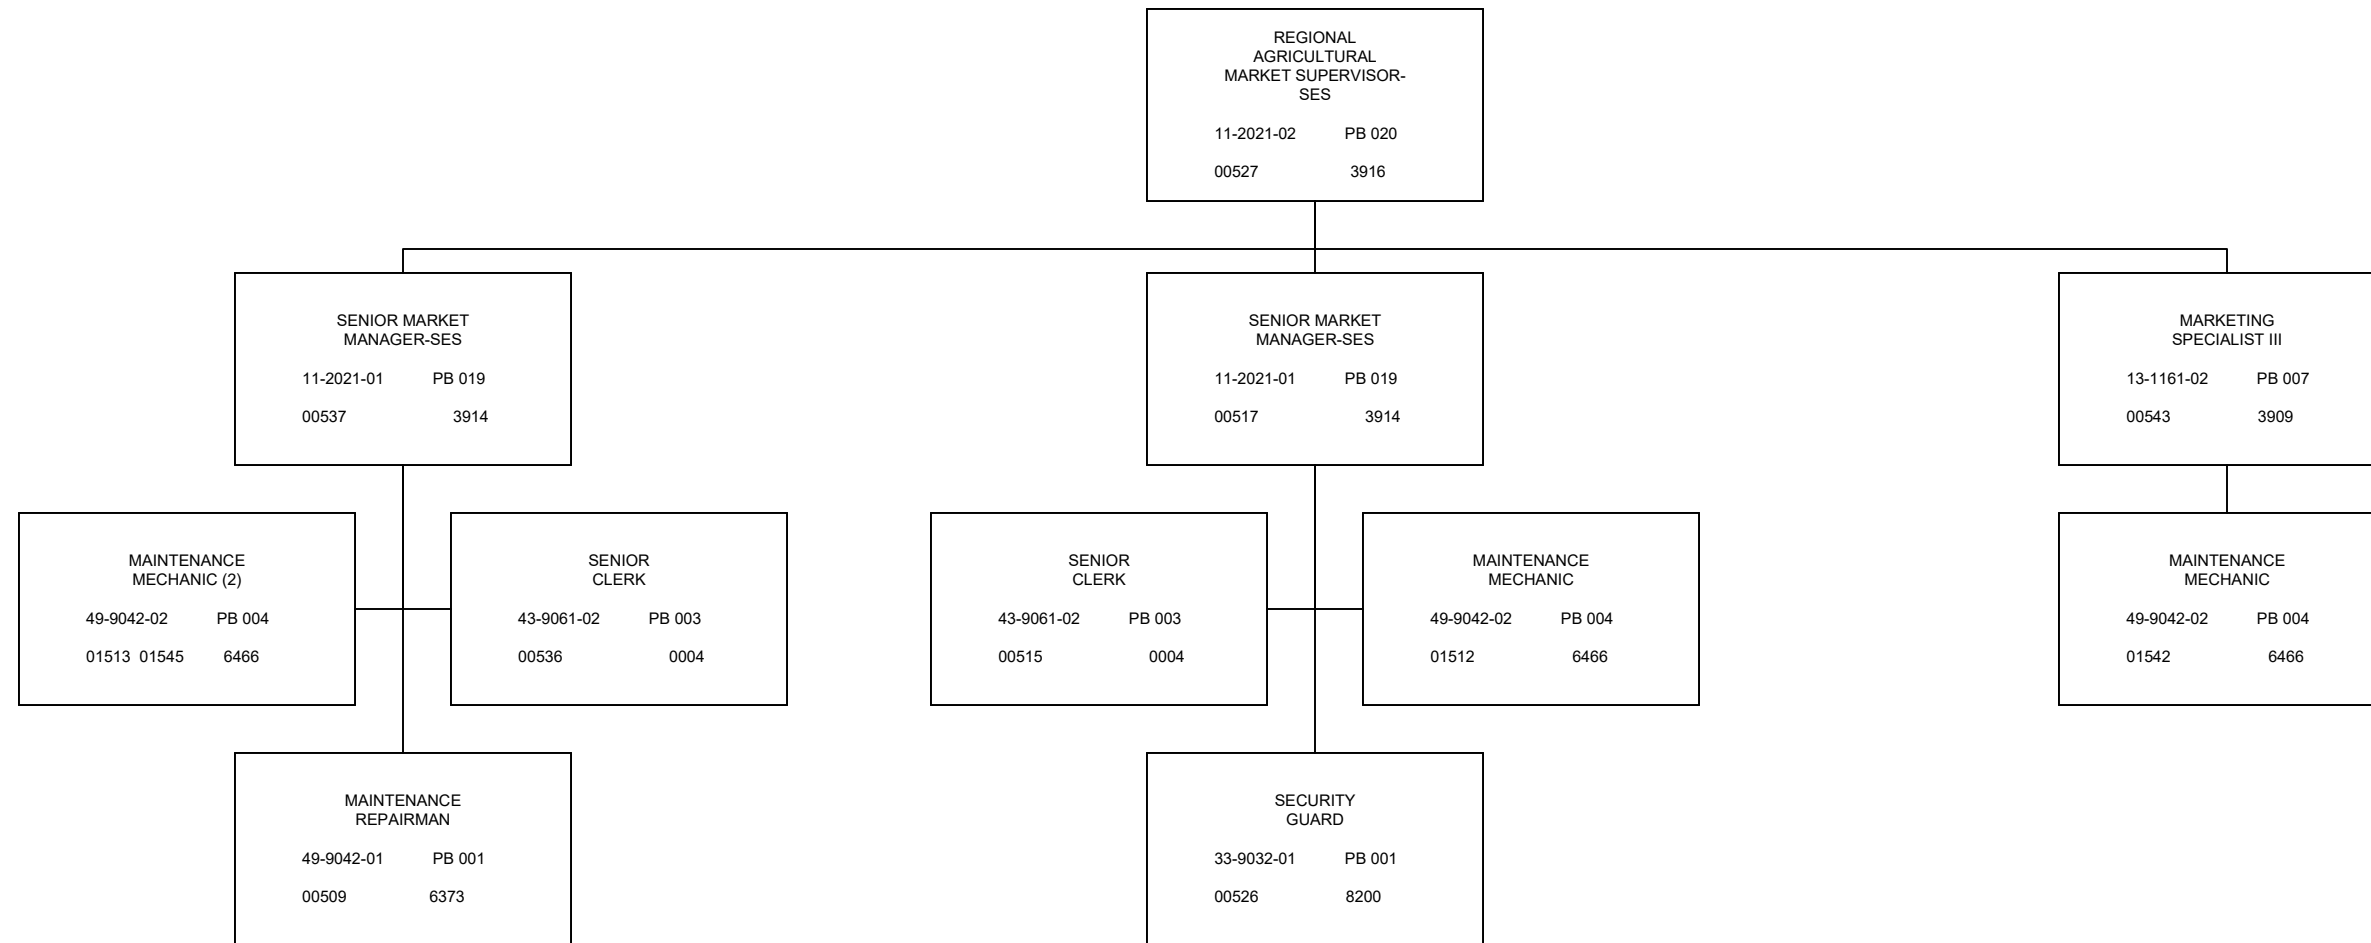 REGIONAL
AGRICULTURAL
MARKET SUPERVISOR-
SES
11-2021-02 PB 020
00527 3916
SENIOR MARKET
MANAGER-SES
11-2021-01 PB 019
00537 3914
SENIOR MARKET
MANAGER-SES
11-2021-01 PB 019
00517 3914
MARKETING
SPECIALIST III
13-1161-02 PB 007
00543 3909
MAINTENANCE
MECHANIC (2)
49-9042-02 PB 004
01513 01545 6466
SENIOR
CLERK
43-9061-02 PB 003
00536 0004
SENIOR
CLERK
43-9061-02 PB 003
00515 0004
MAINTENANCE
MECHANIC
49-9042-02 PB 004
01512 6466
MAINTENANCE
MECHANIC
49-9042-02 PB 004
01542 6466
MAINTENANCE
REPAIRMAN
49-9042-01 PB 001
00509 6373
SECURITY
GUARD
33-9032-01 PB 001
00526 8200